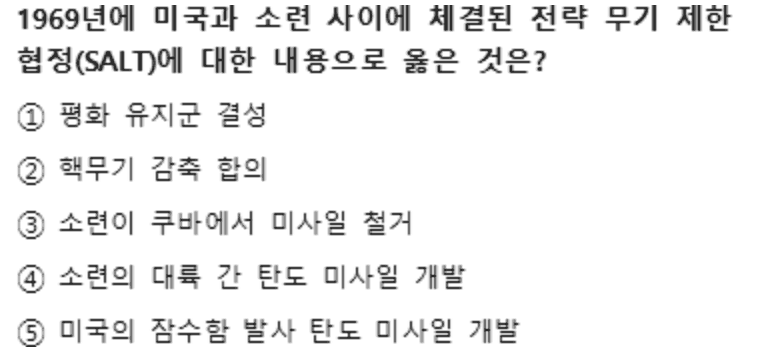 1969년에 미국과 소련 사이에 체결된 전략 무기 제한
협정(SALT)에 대한 내용으로 옳은 것은?
① 평화 유지군 결성
② 핵무기 감축 합의
③ 소련이 쿠바에서 미사일 철거
④ 소련의 대륙 간 탄도 미사일 개발
⑤ 미국의 잠수함 발사 탄도 미사일 개발